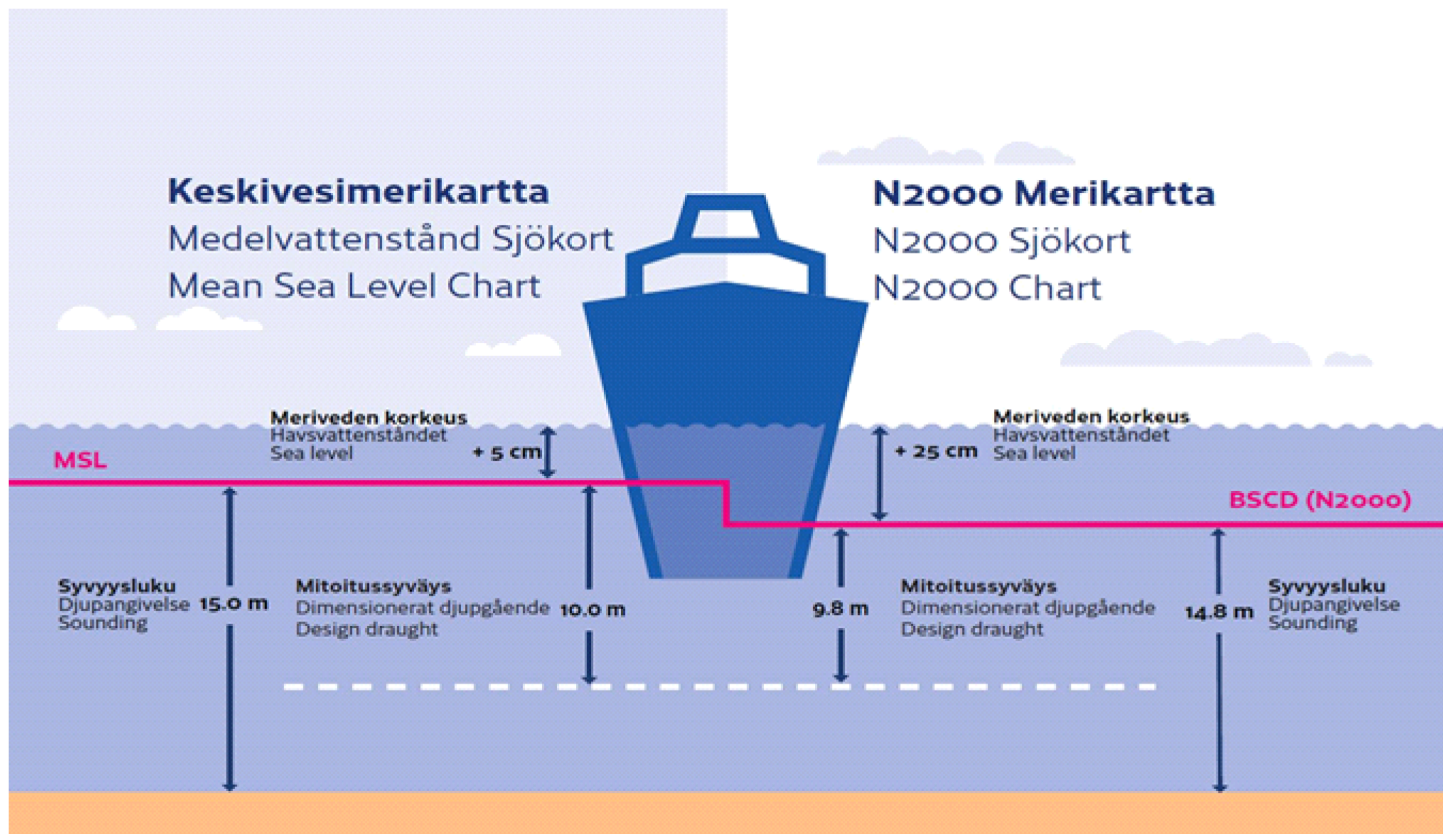 Keskivesimerikartta
Medelvattenstånd Sjökort
Mean Sea Level Chart
N2000 Merikartta
N2000 Sjökort
N2000 Chart
Meriveden korkeus
Havsvattenståndet
Sea level
+ 5 cm
MSL
+ 25 cm
Meriveden korkeus
Havsvattenståndet
Sea level
BSCD (N2000)
Syvyysluku
Djupangivelse
Sounding
15.0 m
Mitoitussyväys
Dimensionerat djupgående
Design draught
10.0 m
9.8 m
Mitoitussyväys
Dimensionerat djupgående
Design draught
14.8 m
Syvyysluku
Djupangivelse
Sounding